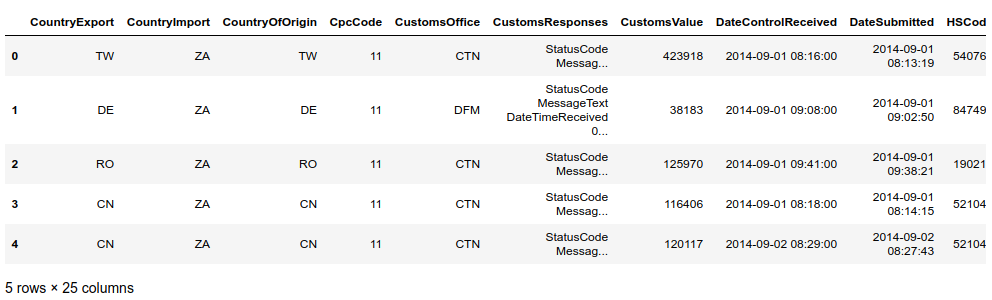 CountryExport CountryImport CountryOfOrigin CpcCode CustomsOffice CustomsResponses CustomsValue DateControlReceived DateSubmitted HSCod
0 TW ZA TW 11 CTN StatusCode Messag... 423918 2014-09-01 08:16:00 2014-09-01 08:13:19 54076
1 DE ZA DE 11 DFM StatusCode MessageText DateTimeReceived 0... 38183 2014-09-01 09:08:00 2014-09-01 09:02:50 84749
2 RO ZA RO 11 CTN StatusCode Messag... 125970 2014-09-01 09:41:00 2014-09-01 09:38:21 19021
3 CN ZA CN 11 CTN StatusCode Messag... 116406 2014-09-01 08:18:00 2014-09-01 08:14:15 52104
4 CN ZA CN 11 CTN StatusCode Messag... 120117 2014-09-02 08:29:00 2014-09-02 08:27:43 52104
5 rows × 25 columns